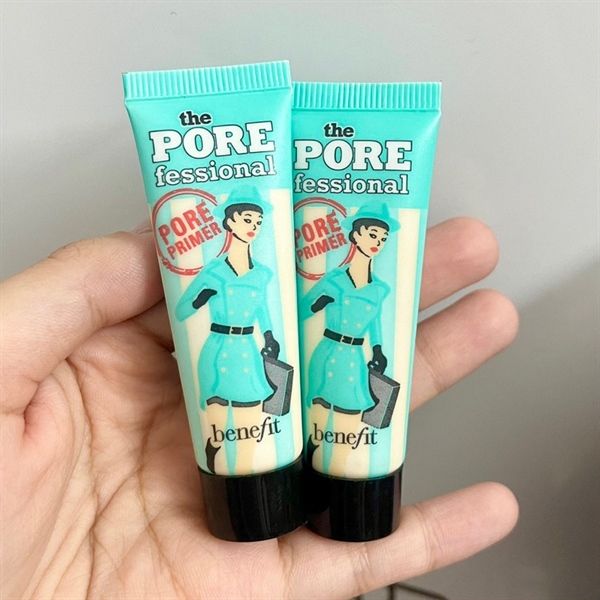 the
PORE
fessional
PORE
PRIMER
benefit
the
PORE
fessional
PORE
PRIMER
benefit